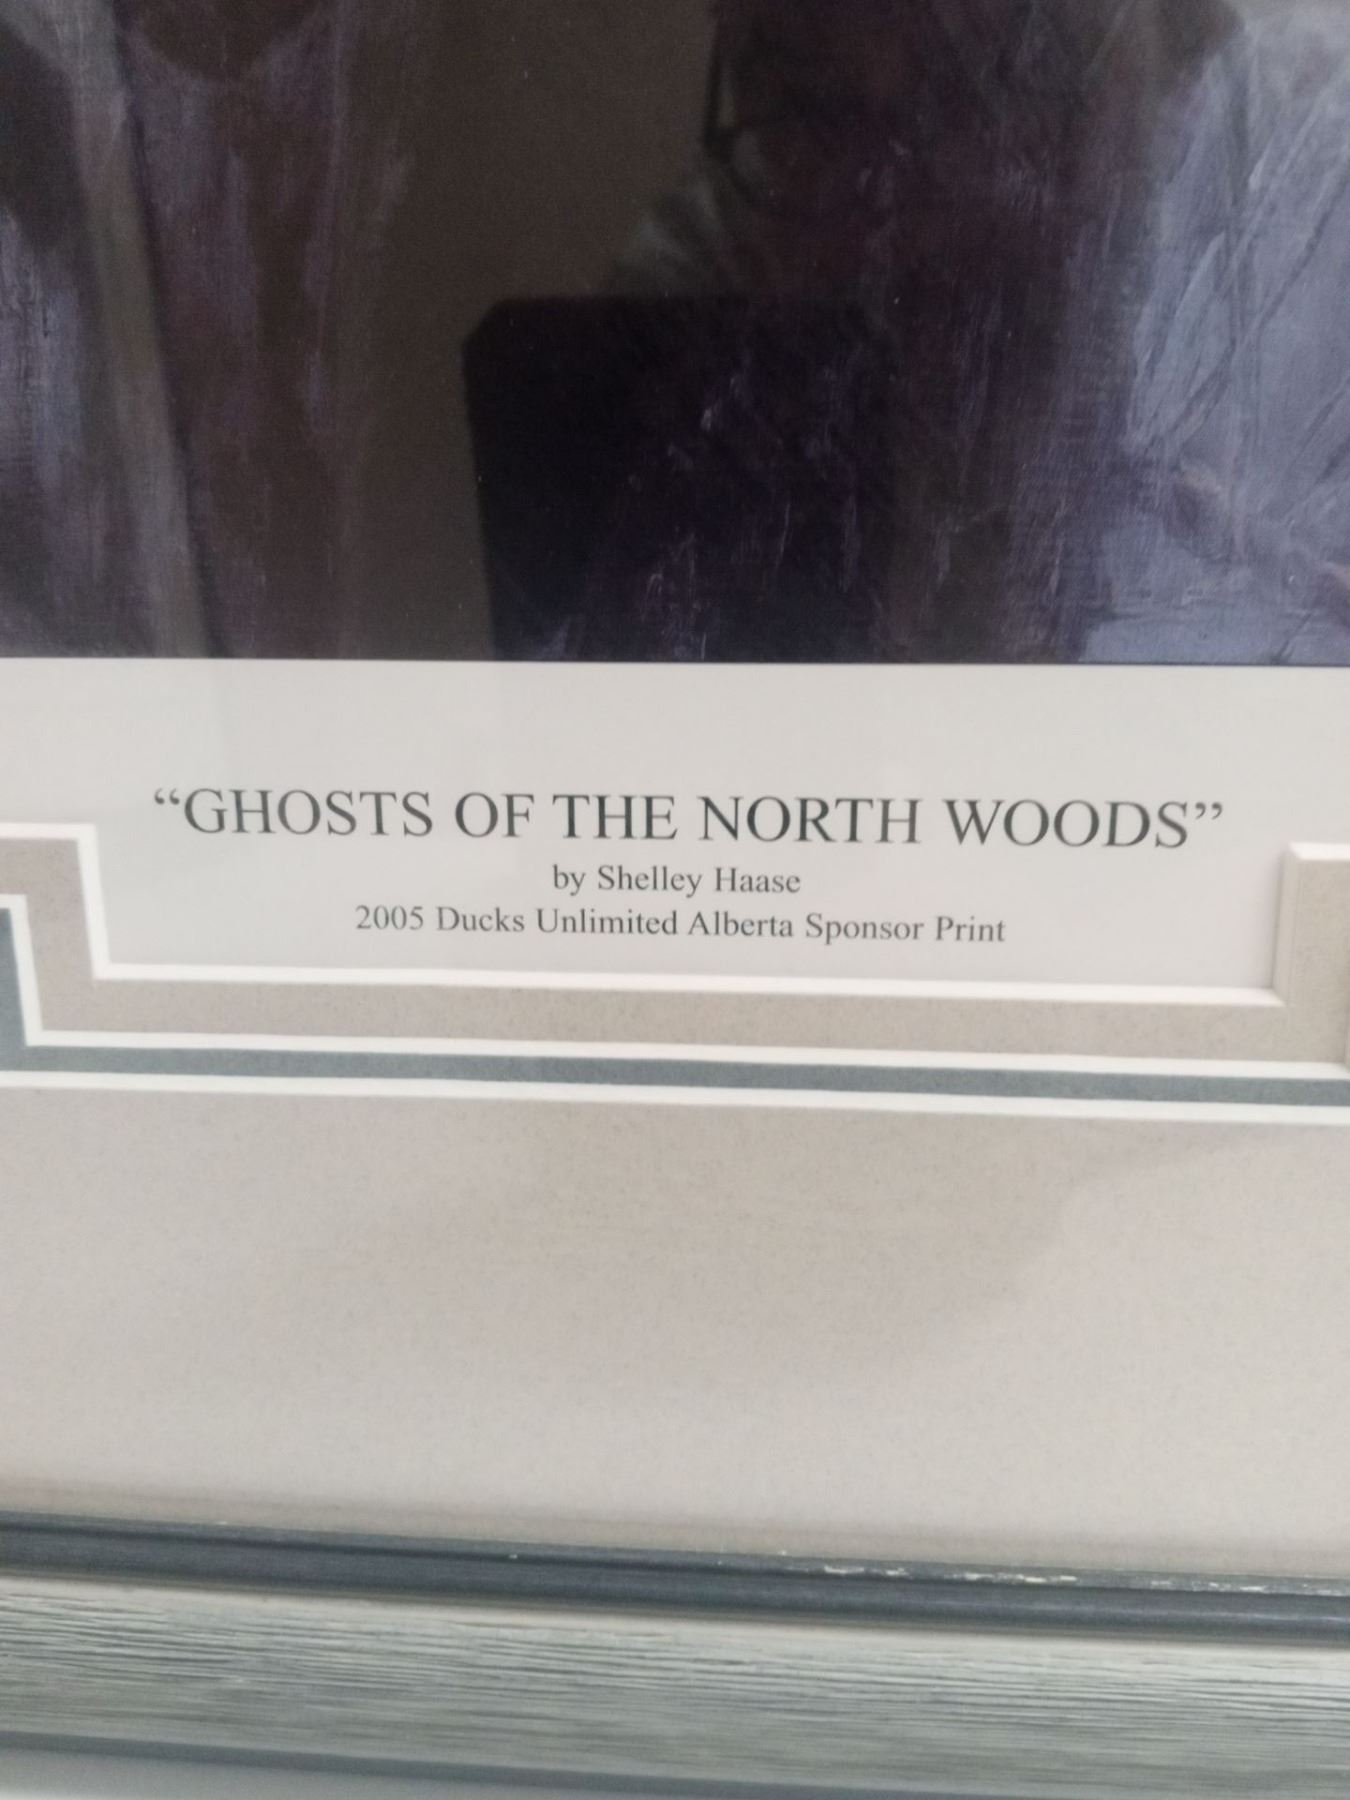 “GHOSTS OF THE NORTH WOODS”
by Shelley Haase
2005 Ducks Unlimited Alberta Sponsor Print